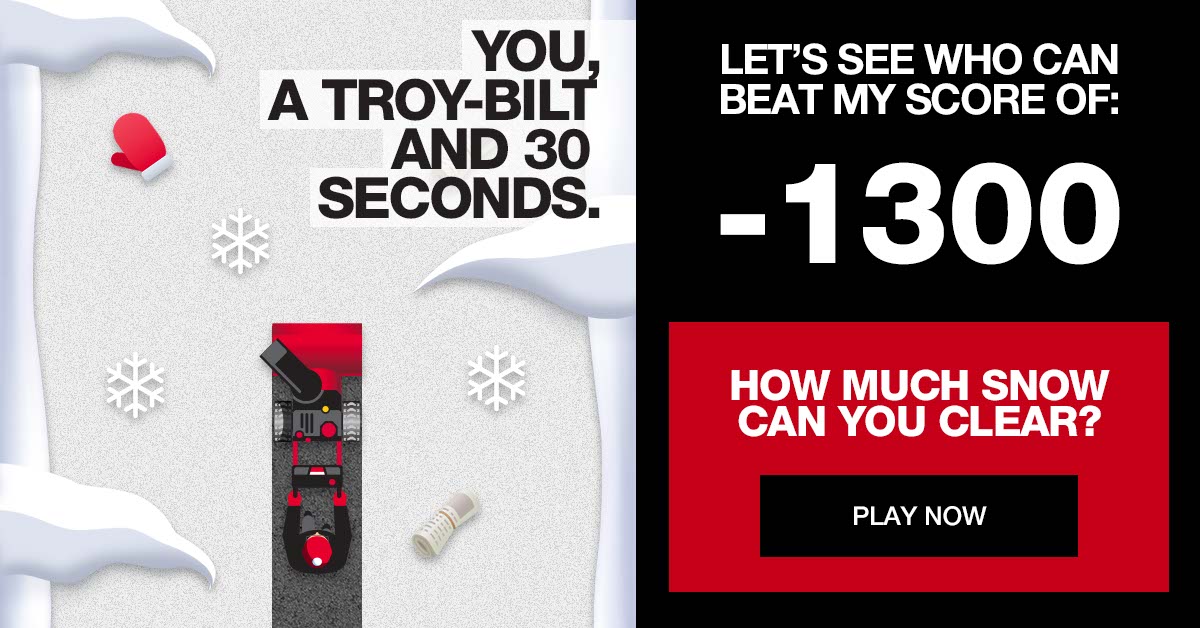 YOU,
A TROY-BILT
AND 30
SECONDS.
LET'S SEE WHO CAN
BEAT MY SCORE OF:
-1300
HOW MUCH SNOW
CAN YOU CLEAR?
PLAY NOW